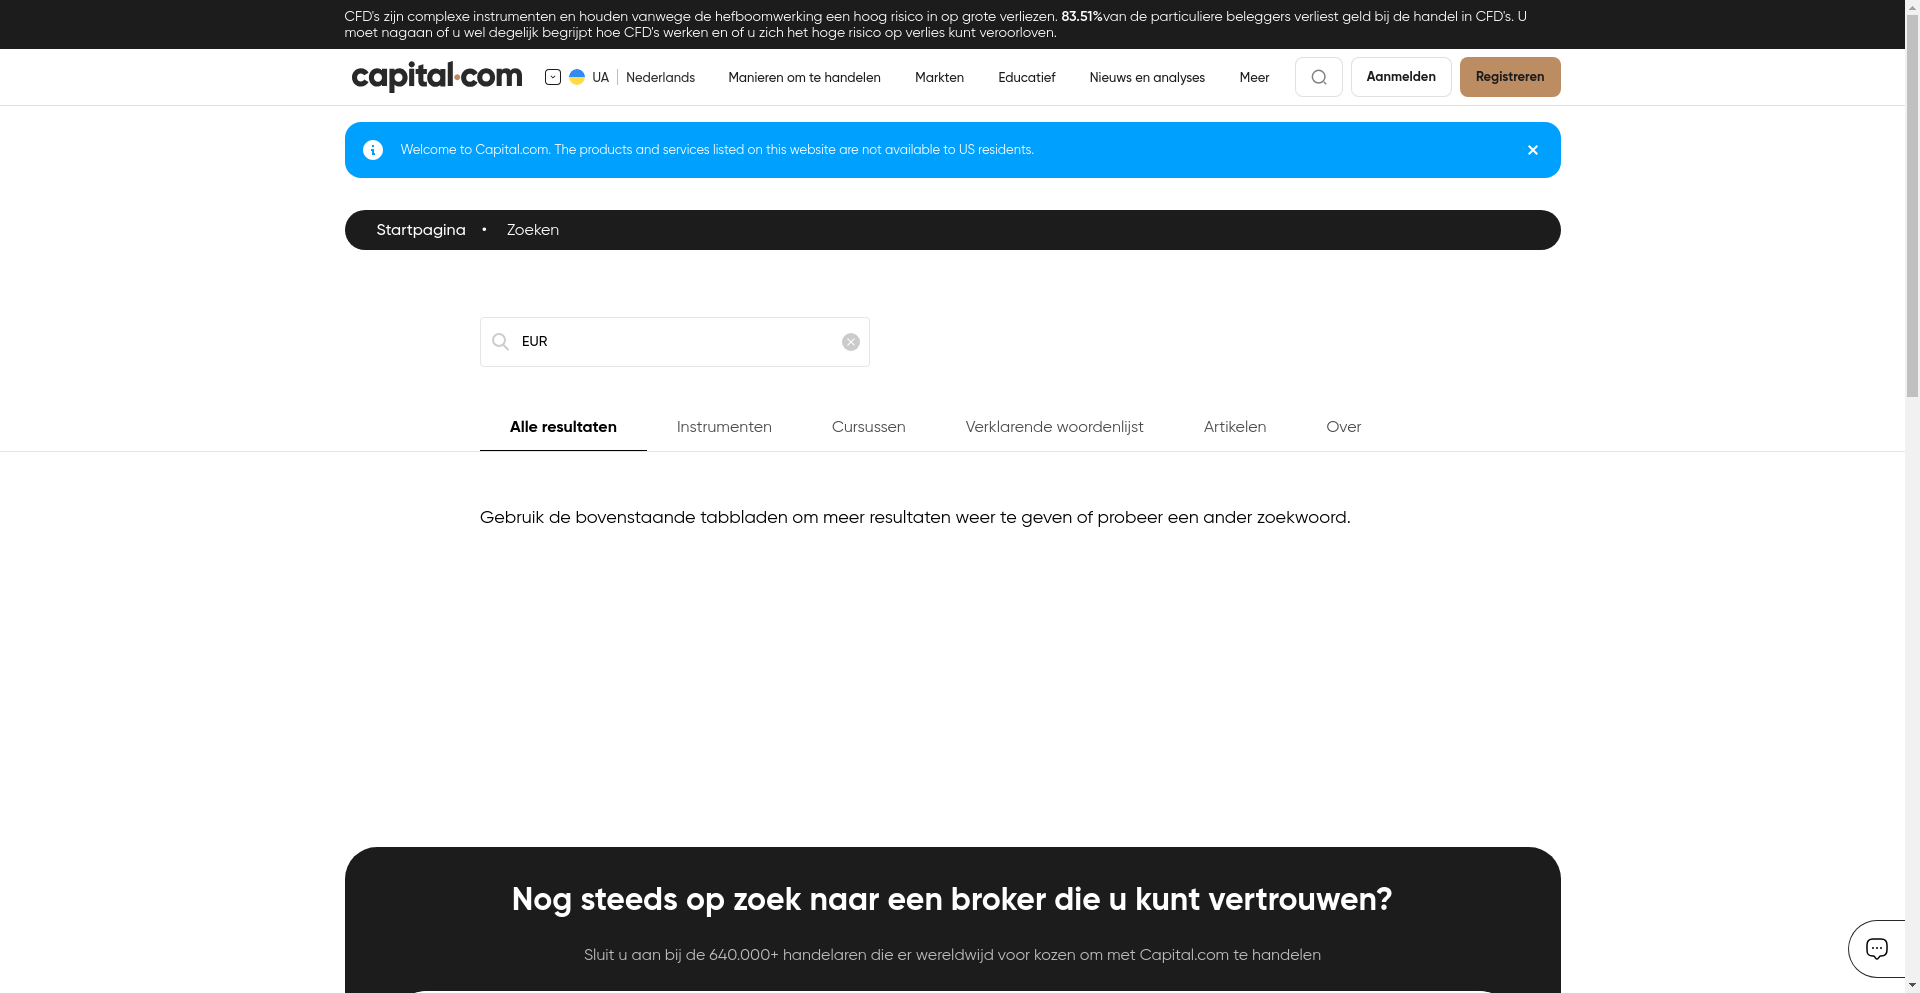 CFD's zijn complexe instrumenten en houden vanwege de hefboomwerking een hoog risico in op grote verliezen. 83.51%van de particuliere beleggers verliest geld bij de handel in CFD's. U
moet nagaan of u wel degelijk begrijpt hoe CFD's werken en of u zich het hoge risico op verlies kunt veroorloven.
capital.com UA Nederlands Manieren om te handelen Markten Educatief Nieuws en analyses Meer Aanmelden Registreren
Welcome to Capital.com. The products and services listed on this website are not available to US residents.
Startpagina • Zoeken
EUR
Alle resultaten Instrumenten Cursussen Verklarende woordenlijst Artikelen Over
Gebruik de bovenstaande tabbladen om meer resultaten weer te geven of probeer een ander zoekwoord.
Nog steeds op zoek naar een broker die u kunt vertrouwen?
Sluit u aan bij de 640.000+ handelaren die er wereldwijd voor kozen om met Capital.com te handelen